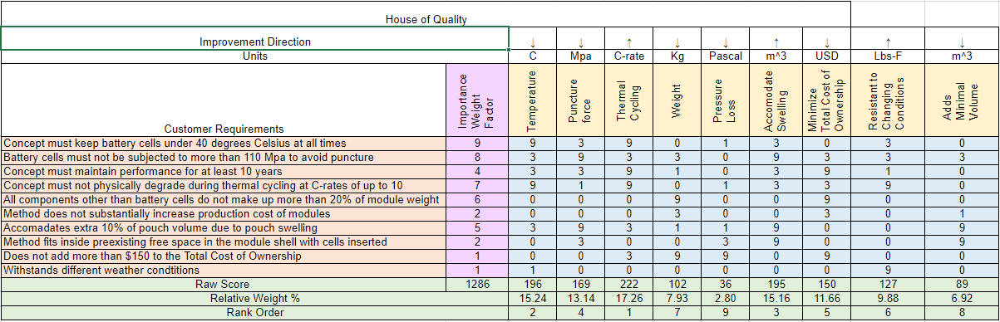 House of Quality
Improvement Direction ↓ ↓ ↑ ↓ ↓ ↑ ↓ ↑ ↓
Units C Mpa C-rate Kg Pascal m^3 USD Lbs-F m^3
Customer Requirements
Importance
Weight
Factor
Temperature
Puncture
force
Thermal
Cycling
Weight
Pressure
Loss
Accomodate
Swelling
Minimize
Total Cost of
Ownership
Resistant to
Changing
Conditions
Adds
Minimal
Volume
Concept must keep battery cells under 40 degrees Celsius at all times 9 9 3 9 0 1 3 0 3 0
Battery cells must not be subjected to more than 110 Mpa to avoid puncture 8 3 9 3 3 0 9 3 3 3
Concept must maintain performance for at least 10 years 4 3 3 9 1 0 3 9 1 0
Concept must not physically degrade during thermal cycling at C-rates of up to 10 7 9 1 9 0 1 3 3 9 0
All components other than battery cells do not make up more than 20% of module weight 6 0 0 0 9 0 0 9 0 0
Method does not substantially increase production cost of modules 2 0 0 0 3 0 0 3 0 1
Accomadates extra 10% of pouch volume due to pouch swelling 5 3 9 3 1 1 9 0 0 9
Method fits inside preexisting free space in the module shell with cells inserted 2 0 3 0 0 3 9 0 0 9
Does not add more than $150 to the Total Cost of Ownership 1 0 0 3 9 9 0 9 0 0
Withstands different weather condtitions 1 1 0 0 0 0 0 0 9 0
Raw Score 1286 196 169 222 102 36 195 150 127 89
Relative Weight % 15.24 13.14 17.26 7.93 2.80 15.16 11.66 9.88 6.92
Rank Order 2 4 1 7 9 3 5 6 8